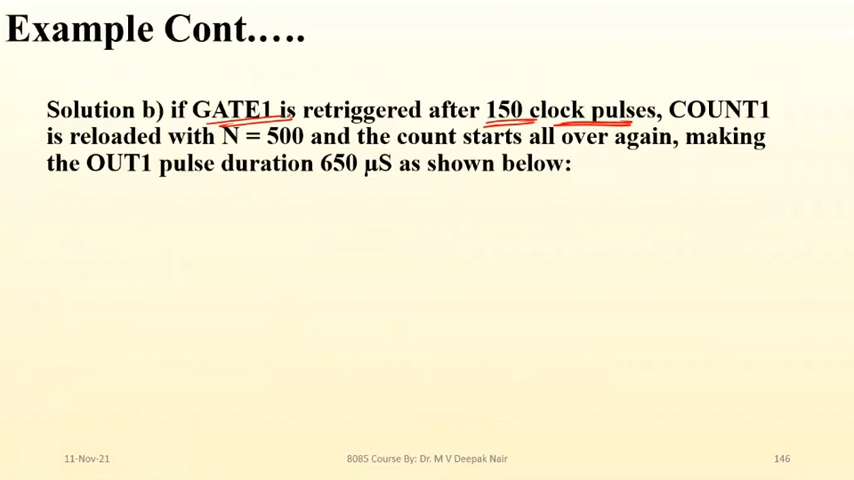 Example Cont.….
Solution b) if GATE1 is retriggered after 150 clock pulses, COUNT1
is reloaded with N = 500 and the count starts all over again, making
the OUT1 pulse duration 650 µS as shown below:
11-Nov-21
8085 Course By: Dr. M V Deepak Nair
146